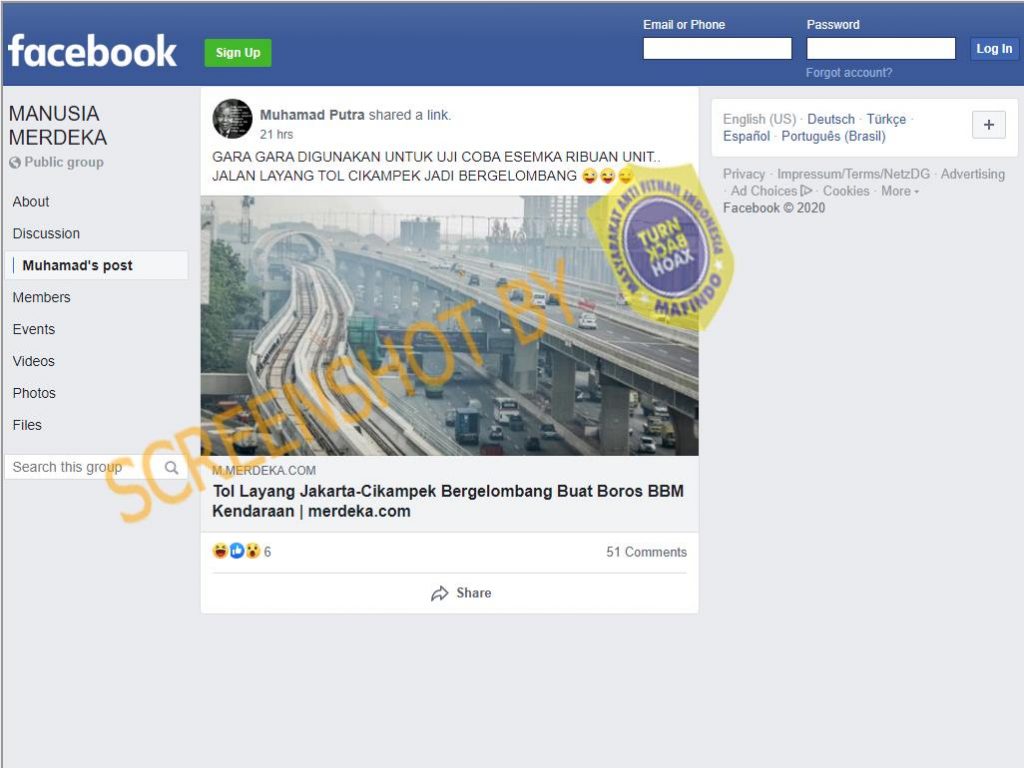 facebook
Sign Up
Email or Phone
Password
Log In
Forgot account?
MANUSIA
MERDEKA
Public group
About
Discussion
Muhamad's post
Members
Events
Videos
Photos
Files
Search this group
Muhamad Putra shared a link.
21 hrs
GARA GARA DIGUNAKAN UNTUK UJI COBA ESEMKA RIBUAN UNIT..
JALAN LAYANG TOL CIKAMPEK JADI BERGELOMBANG 😜😜😑
MASYARAKAT ANTI FITNAH INDONESIA
TURN
BACK
HOAX
MAFINDO
SCREENSHOT BY
M.MERDEKA.COM
Tol Layang Jakarta-Cikampek Bergelombang Buat Boros BBM
Kendaraan | merdeka.com
6
51 Comments
Share
English (US) · Deutsch · Türkçe ·
Español · Português (Brasil)
+
Privacy · Impressum/Terms/NetzDG · Advertising
· Ad Choices · Cookies · More
Facebook © 2020